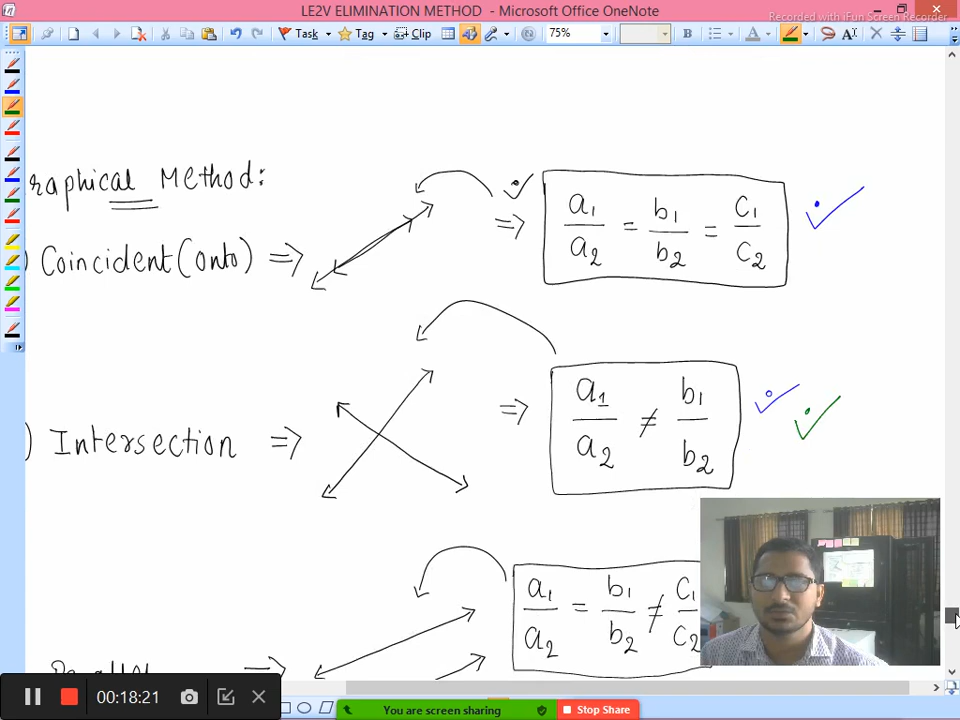 LE2V ELIMINATION METHOD - Microsoft Office OneNote
Recorded with iFun Screen Recorder
Task Tag Clip 75% B A A
raphical Method:
) Coincident(onto) ⇒ ⇒ a1/a2 = b1/b2 = c1/c2
) Intersection ⇒ ⇒ a1/a2 ≠ b1/b2
⇒ a1/a2 = b1/b2 ≠ c1/c2
00:18:21
You are screen sharing Stop Share